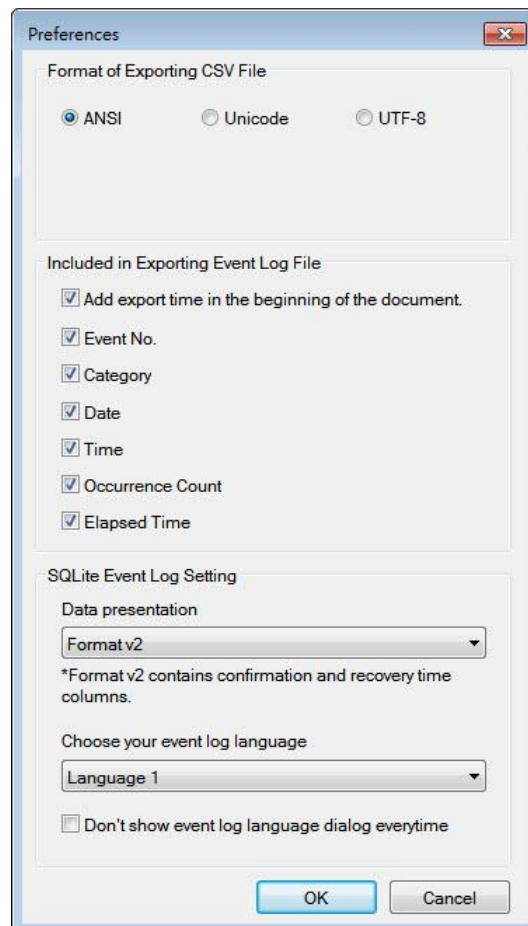 Preferences
Format of Exporting CSV File
ANSI
Unicode
UTF-8
Included in Exporting Event Log File
Add export time in the beginning of the document.
Event No.
Category
Date
Time
Occurrence Count
Elapsed Time
SQLite Event Log Setting
Data presentation
Format v2
*Format v2 contains confirmation and recovery time
columns.
Choose your event log language
Language 1
Don't show event log language dialog everytime
OK
Cancel